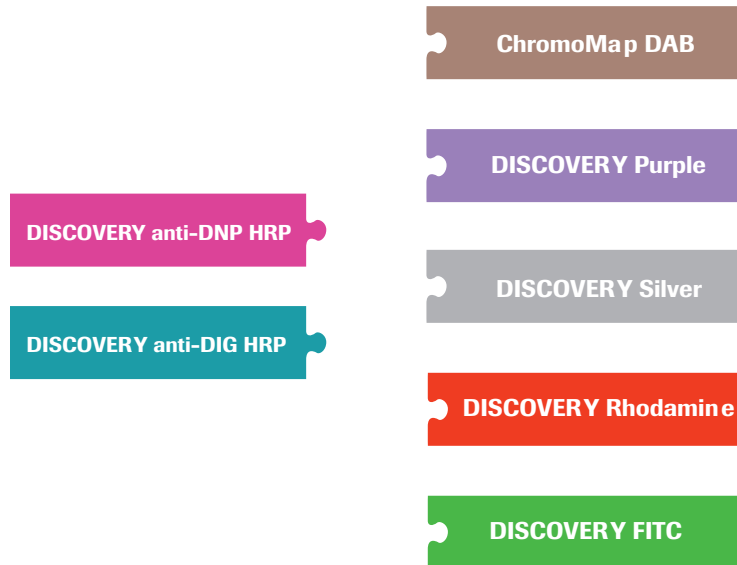 DISCOVERY anti-DNP HRP
DISCOVERY anti-DIG HRP
ChromoMap DAB
DISCOVERY Purple
DISCOVERY Silver
DISCOVERY Rhodamine
DISCOVERY FITC